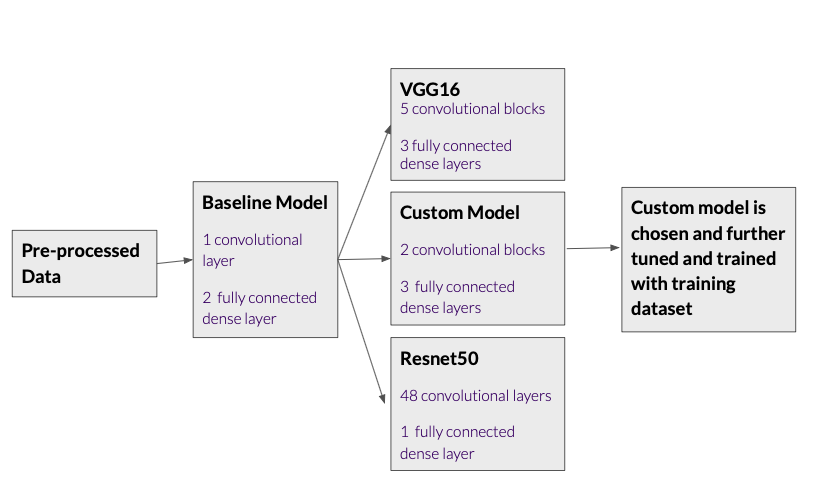 Pre-processed
Data
Baseline Model
1 convolutional
layer
2 fully connected
dense layer
VGG16
5 convolutional blocks
3 fully connected
dense layers
Custom Model
2 convolutional blocks
3 fully connected
dense layers
Resnet50
48 convolutional layers
1 fully connected
dense layer
Custom model is
chosen and further
tuned and trained
with training
dataset